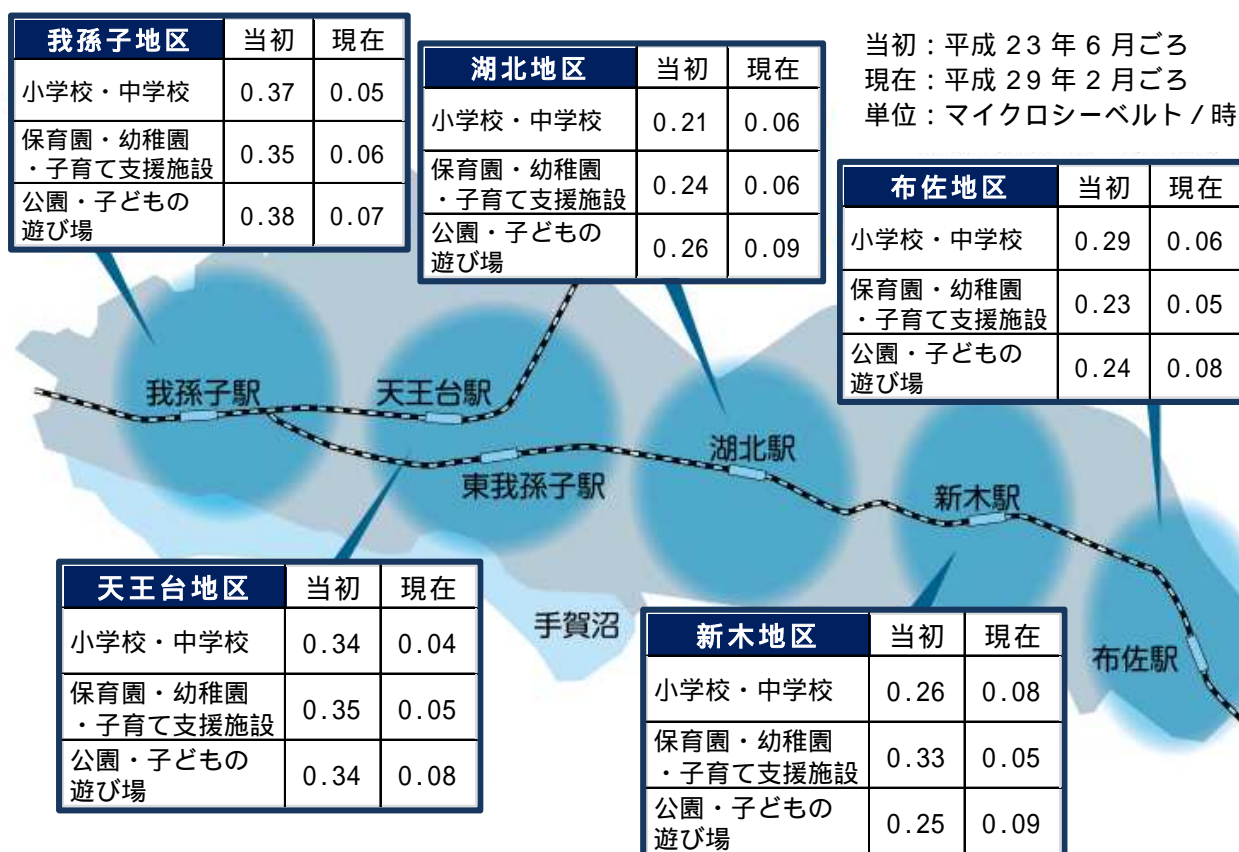 我孫子地区 当初 現在
小学校・中学校 0.37 0.05
保育園・幼稚園
・子育て支援施設 0.35 0.06
公園・子どもの
遊び場 0.38 0.07
湖北地区 当初 現在
小学校・中学校 0.21 0.06
保育園・幼稚園
・子育て支援施設 0.24 0.06
公園・子どもの
遊び場 0.26 0.09
当初：平成23年6月ごろ
現在：平成29年2月ごろ
単位：マイクロシーベルト/時
布佐地区 当初 現在
小学校・中学校 0.29 0.06
保育園・幼稚園
・子育て支援施設 0.23 0.05
公園・子どもの
遊び場 0.24 0.08
我孫子駅
天王台駅
東我孫子駅
湖北駅
新木駅
布佐駅
手賀沼
天王台地区 当初 現在
小学校・中学校 0.34 0.04
保育園・幼稚園
・子育て支援施設 0.35 0.05
公園・子どもの
遊び場 0.34 0.08
新木地区 当初 現在
小学校・中学校 0.26 0.08
保育園・幼稚園
・子育て支援施設 0.33 0.05
公園・子どもの
遊び場 0.25 0.09